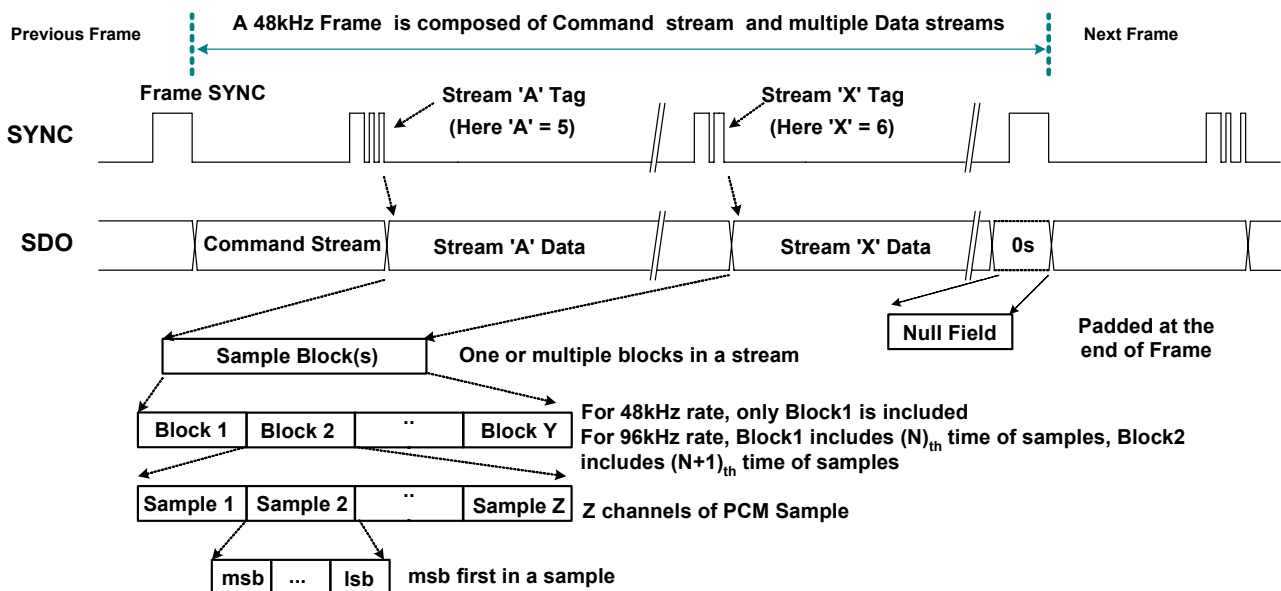 A 48kHz Frame is composed of Command stream and multiple Data streams
Previous Frame
Next Frame
Frame SYNC
Stream 'A' Tag
(Here 'A' = 5)
Stream 'X' Tag
(Here 'X' = 6)
SYNC
SDO
Command Stream
Stream 'A' Data
Stream 'X' Data
0s
Null Field
Padded at the
end of Frame
Sample Block(s)
One or multiple blocks in a stream
Block 1
Block 2
..
Block Y
For 48kHz rate, only Block1 is included
For 96kHz rate, Block1 includes (N)th time of samples, Block2
includes (N+1)th time of samples
Sample 1
Sample 2
..
Sample Z
Z channels of PCM Sample
msb
...
lsb
msb first in a sample